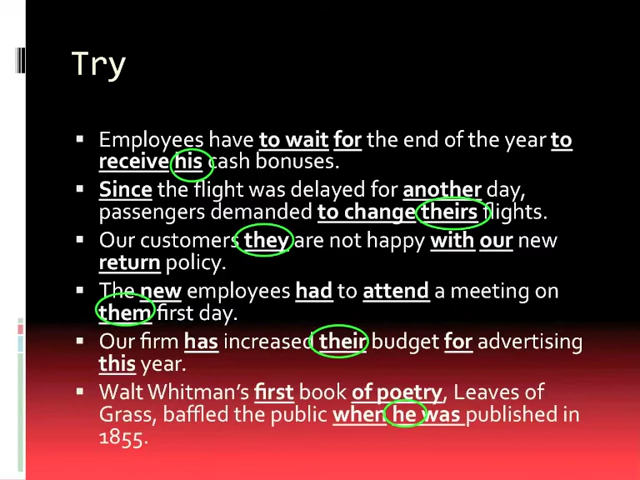 Try
Employees have to wait for the end of the year to
receive his cash bonuses.
Since the flight was delayed for another day,
passengers demanded to change theirs flights.
Our customers they are not happy with our new
return policy.
The new employees had to attend a meeting on
them first day.
Our firm has increased their budget for advertising
this year.
Walt Whitman's first book of poetry, Leaves of
Grass, baffled the public when he was published in
1855.